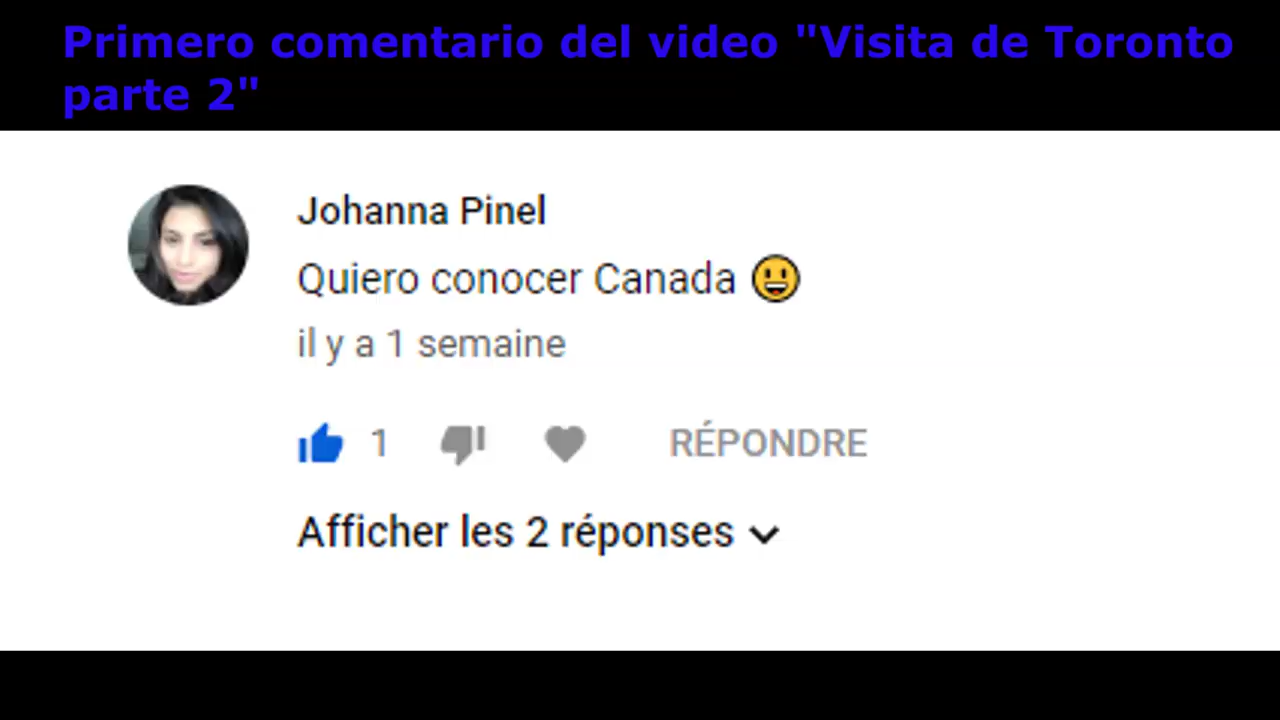 Primero comentario del video "Visita de Toronto
parte 2"
Johanna Pinel
Quiero conocer Canada 😃
il y a 1 semaine
1 RÉPONDRE
Afficher les 2 réponses